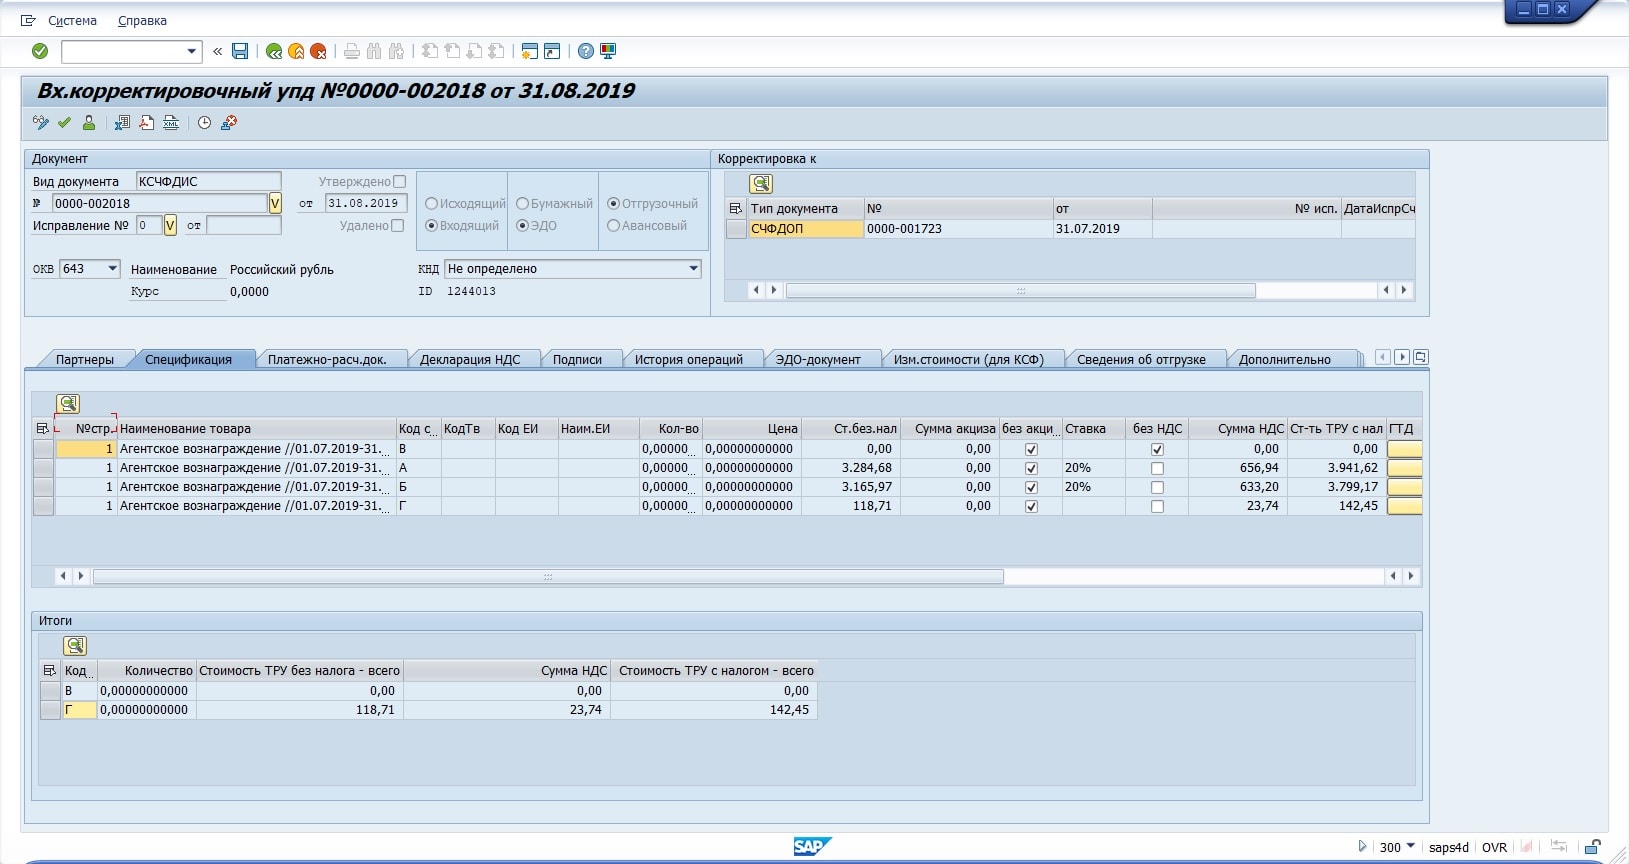 Система Справка
«
Вх.корректировочный упд №0000-002018 от 31.08.2019
Документ
Вид документа КСЧФДИС Утверждено
№ 0000-002018 V от 31.08.2019
Исходящий Бумажный Отгрузочный
Исправление № 0 V от Удалено
Входящий ЭДО Авансовый
ОКВ 643 Наименование Российский рубль КНД Не определено
Курс 0,0000 ID 1244013
Корректировка к
Тип документа № от № исп. ДатаИспрСч
СЧФДОП 0000-001723 31.07.2019
Партнеры Спецификация Платежно-расч.док. Декларация НДС Подписи История операций ЭДО-документ Изм.стоимости (для КСФ) Сведения об отгрузке Дополнительно
№стр. Наименование товара Код с... КодТв Код ЕИ Наим.ЕИ Кол-во Цена Ст.без.нал Сумма акциза без акци... Ставка без НДС Сумма НДС Ст-ть ТРУ с нал ГТД
1 Агентское вознаграждение //01.07.2019-31.... В 0,00000... 0,00000000000 0,00 0,00 0,00 0,00
1 Агентское вознаграждение //01.07.2019-31.... А 0,00000... 0,00000000000 3.284,68 0,00 20% 656,94 3.941,62
1 Агентское вознаграждение //01.07.2019-31.... Б 0,00000... 0,00000000000 3.165,97 0,00 20% 633,20 3.799,17
1 Агентское вознаграждение //01.07.2019-31.... Г 0,00000... 0,00000000000 118,71 0,00 23,74 142,45
Итоги
Код... Количество Стоимость ТРУ без налога - всего Сумма НДС Стоимость ТРУ с налогом - всего
В 0,00000000000 0,00 0,00 0,00
Г 0,00000000000 118,71 23,74 142,45
SAP 300 saps4d OVR